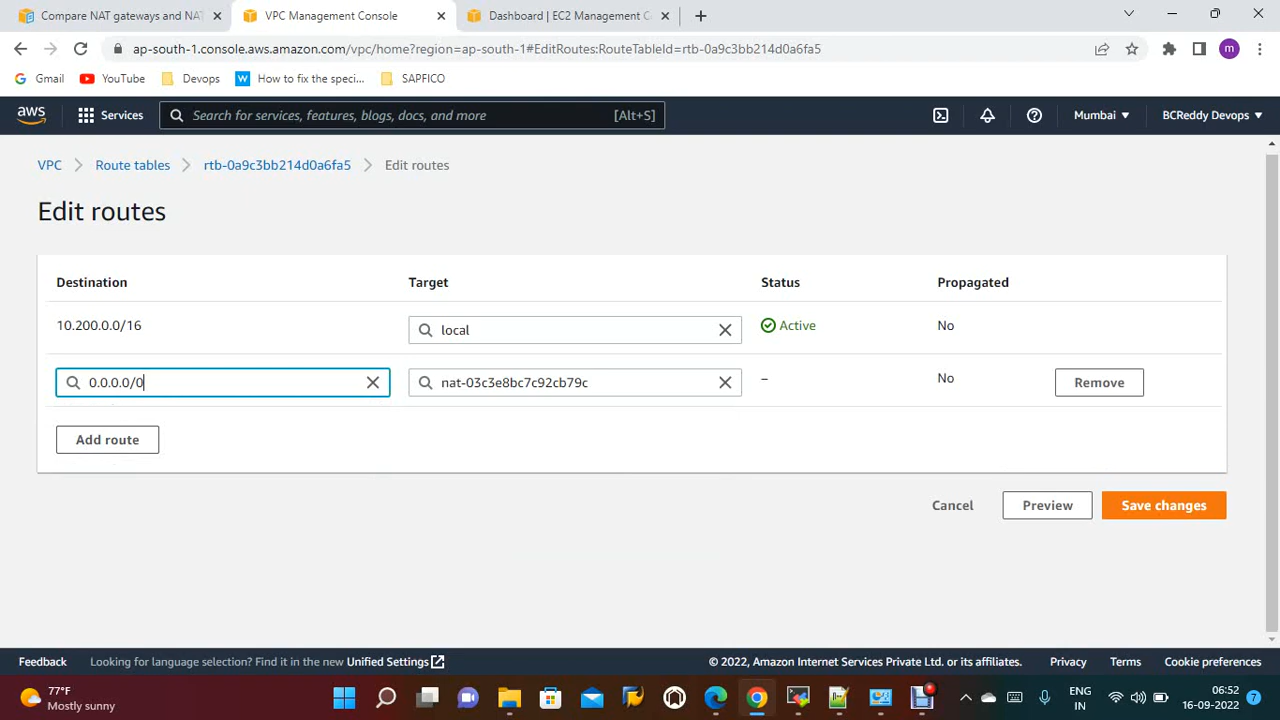 Compare NAT gateways and NAT
VPC Management Console
Dashboard | EC2 Management C
ap-south-1.console.aws.amazon.com/vpc/home?region=ap-south-1#EditRoutes:RouteTableId=rtb-0a9c3bb214d0a6fa5
m
Gmail
YouTube
Devops
How to fix the speci...
SAPFICO
aws
Services
Search for services, features, blogs, docs, and more
[Alt+S]
Mumbai
BCReddy Devops
VPC
Route tables
rtb-0a9c3bb214d0a6fa5
Edit routes
Edit routes
Destination
Target
Status
Propagated
10.200.0.0/16
local
Active
No
0.0.0.0/0
nat-03c3e8bc7c92cb79c
–
No
Remove
Add route
Cancel
Preview
Save changes
Feedback
Looking for language selection? Find it in the new Unified Settings
© 2022, Amazon Internet Services Private Ltd. or its affiliates.
Privacy
Terms
Cookie preferences
77°F
Mostly sunny
ENG
IN
06:52
16-09-2022
7